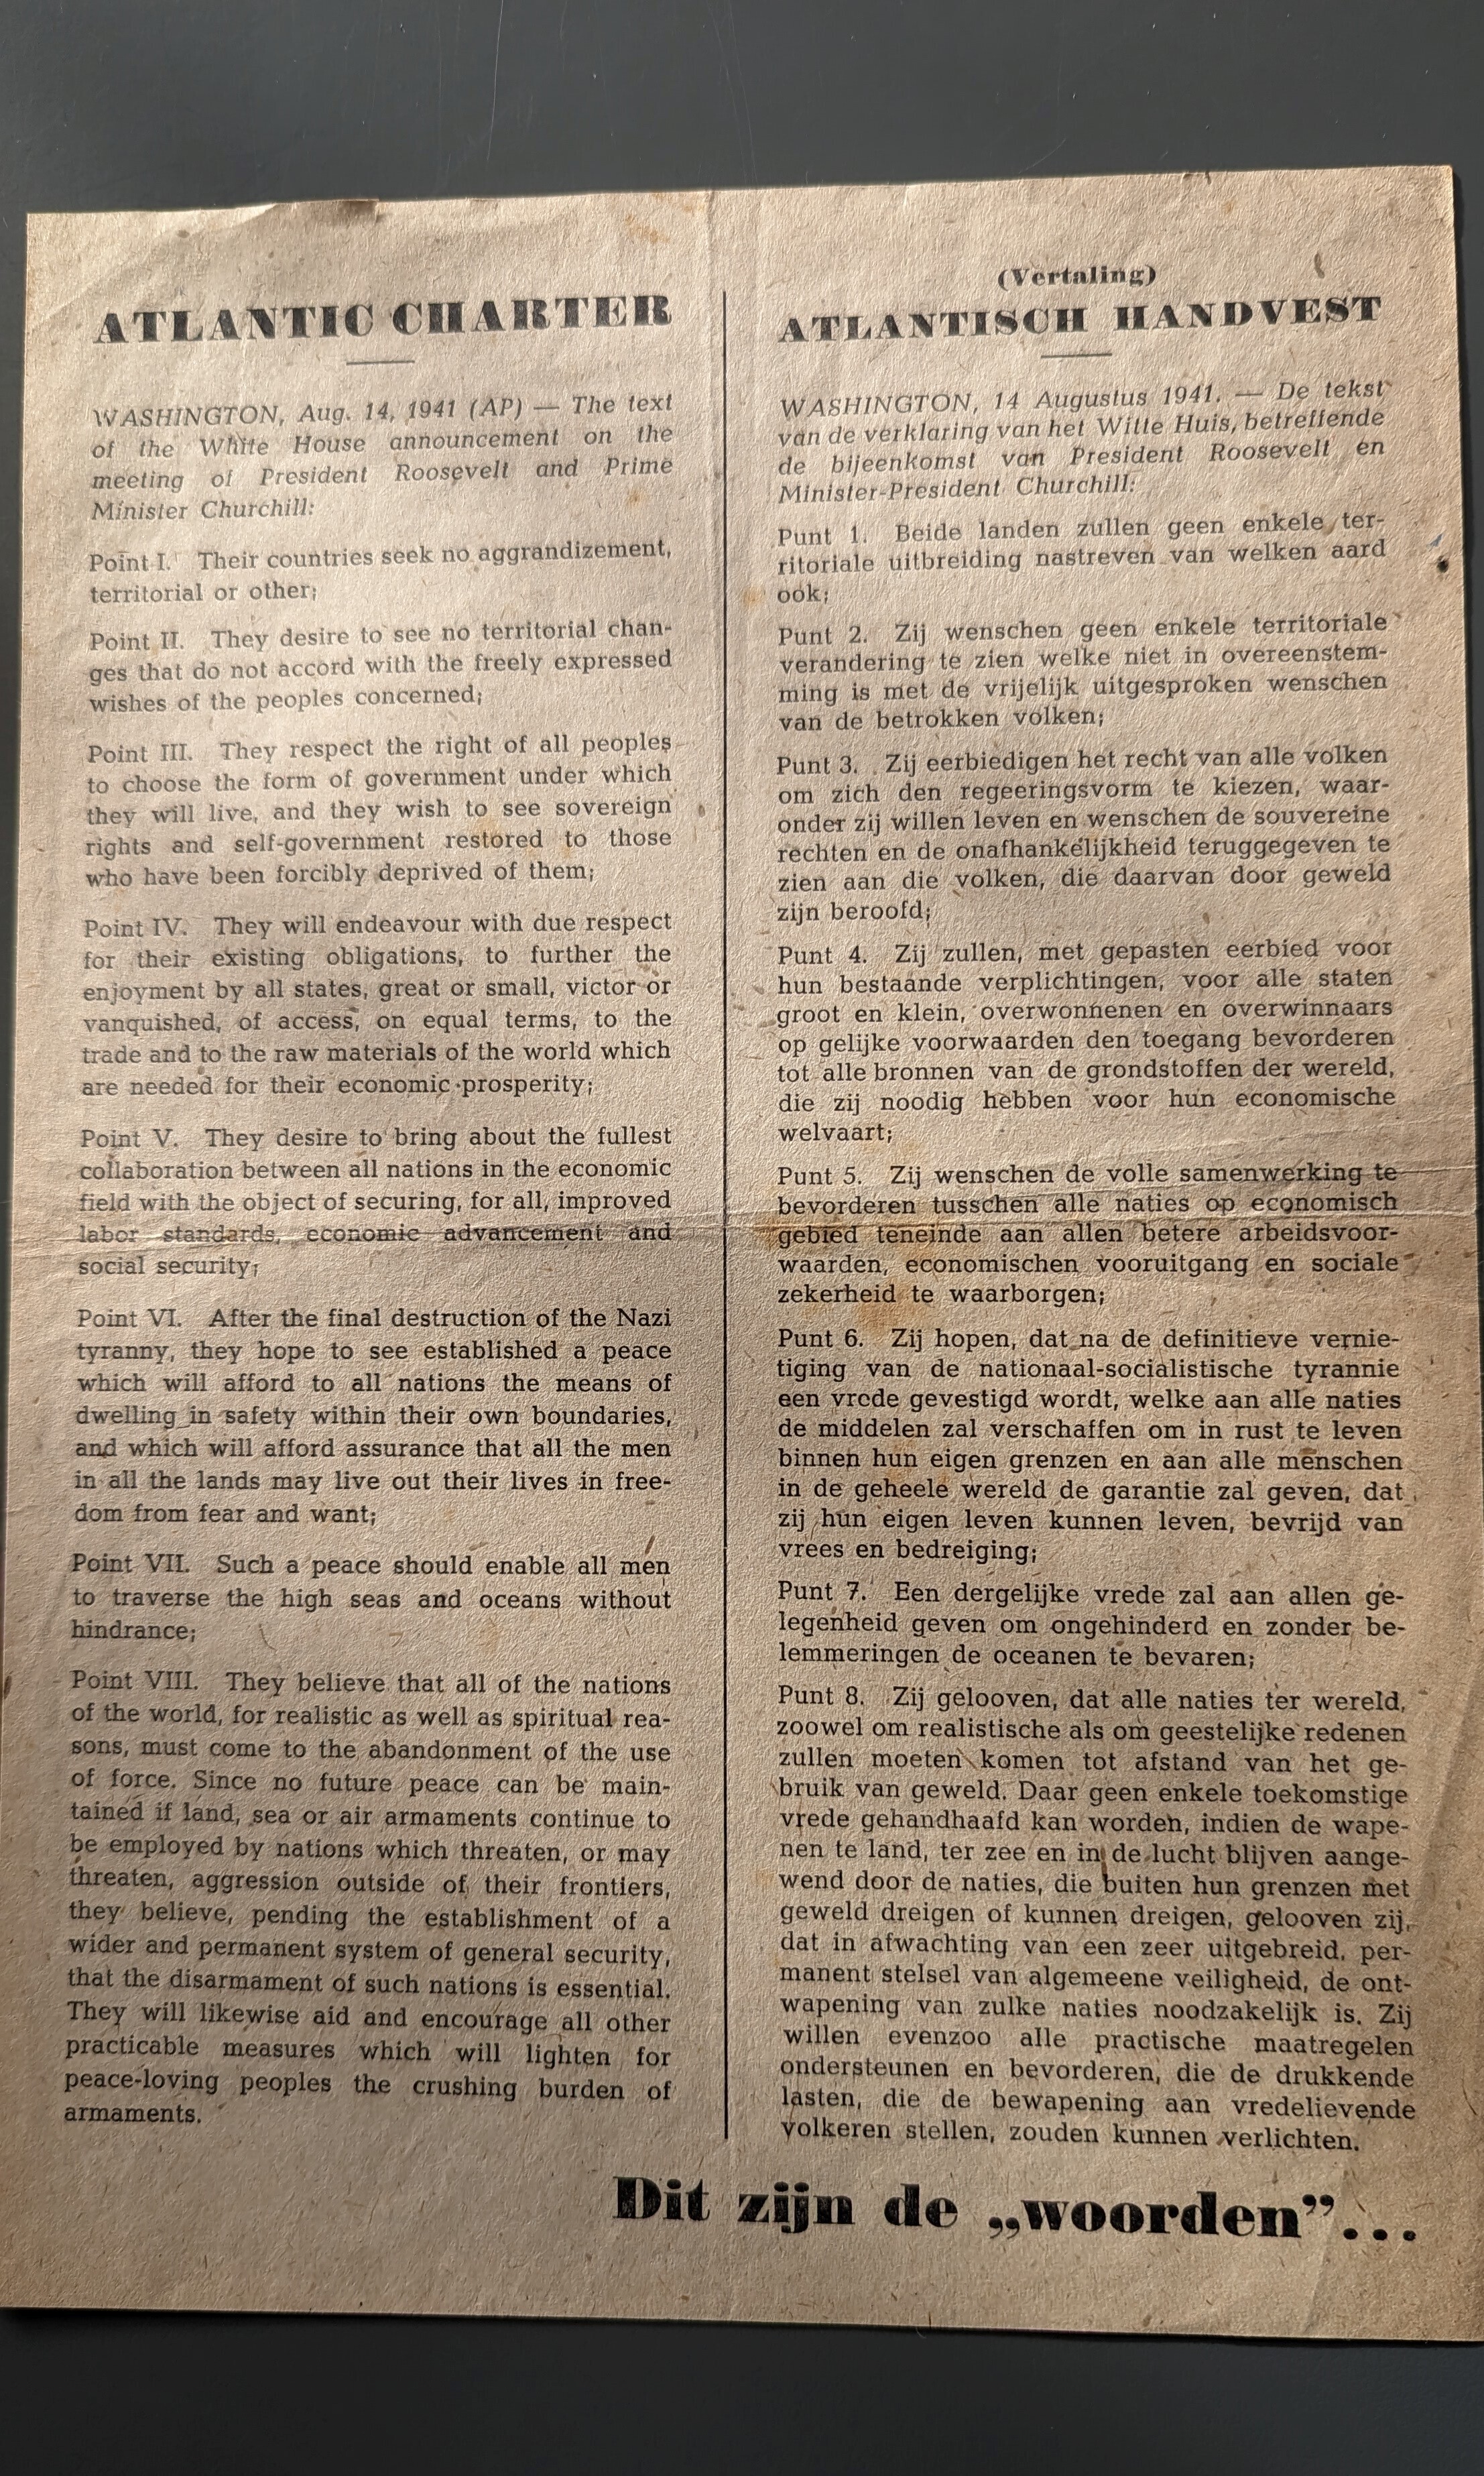 ATLANTIC CHARTER
WASHINGTON, Aug. 14, 1941 (AP) — The text
of the White House announcement on the
meeting of President Roosevelt and Prime
Minister Churchill:
Point I. Their countries seek no aggrandizement,
territorial or other;
Point II. They desire to see no territorial chan-
ges that do not accord with the freely expressed
wishes of the peoples concerned;
Point III. They respect the right of all peoples
to choose the form of government under which
they will live, and they wish to see sovereign
rights and self-government restored to those
who have been forcibly deprived of them;
Point IV. They will endeavour with due respect
for their existing obligations, to further the
enjoyment by all states, great or small, victor or
vanquished, of access, on equal terms, to the
trade and to the raw materials of the world which
are needed for their economic prosperity;
Point V. They desire to bring about the fullest
collaboration between all nations in the economic
field with the object of securing, for all, improved
labor standards, economic advancement and
social security;
Point VI. After the final destruction of the Nazi
tyranny, they hope to see established a peace
which will afford to all nations the means of
dwelling in safety within their own boundaries,
and which will afford assurance that all the men
in all the lands may live out their lives in free-
dom from fear and want;
Point VII. Such a peace should enable all men
to traverse the high seas and oceans without
hindrance;
Point VIII. They believe that all of the nations
of the world, for realistic as well as spiritual rea-
sons, must come to the abandonment of the use
of force. Since no future peace can be main-
tained if land, sea or air armaments continue to
be employed by nations which threaten, or may
threaten, aggression outside of their frontiers,
they believe, pending the establishment of a
wider and permanent system of general security,
that the disarmament of such nations is essential.
They will likewise aid and encourage all other
practicable measures which will lighten for
peace-loving peoples the crushing burden of
armaments.
(Vertaling)
ATLANTISCH HANDVEST
WASHINGTON, 14 Augustus 1941. — De tekst
van de verklaring van het Witte Huis, betreffende
de bijeenkomst van President Roosevelt en
Minister-President Churchill:
Punt 1. Beide landen zullen geen enkele ter-
ritoriale uitbreiding nastreven van welken aard
ook;
Punt 2. Zij wenschen geen enkele territoriale
verandering te zien welke niet in overeenstem-
ming is met de vrijelijk uitgesproken wenschen
van de betrokken volken;
Punt 3. Zij eerbiedigen het recht van alle volken
om zich den regeeringsvorm te kiezen, waar-
onder zij willen leven en wenschen de souvereine
rechten en de onafhankelijkheid teruggegeven te
zien aan die volken, die daarvan door geweld
zijn beroofd;
Punt 4. Zij zullen, met gepasten eerbied voor
hun bestaande verplichtingen, voor alle staten
groot en klein, overwonnenen en overwinnaars
op gelijke voorwaarden den toegang bevorderen
tot alle bronnen van de grondstoffen der wereld,
die zij noodig hebben voor hun economische
welvaart;
Punt 5. Zij wenschen de volle samenwerking te
bevorderen tusschen alle naties op economisch
gebied teneinde aan allen betere arbeidsvoor-
waarden, economischen vooruitgang en sociale
zekerheid te waarborgen;
Punt 6. Zij hopen, dat na de definitieve vernie-
tiging van de nationaal-socialistische tyrannie
een vrede gevestigd wordt, welke aan alle naties
de middelen zal verschaffen om in rust te leven
binnen hun eigen grenzen en aan alle menschen
in de geheele wereld de garantie zal geven, dat
zij hun eigen leven kunnen leven, bevrijd van
vrees en bedreiging;
Punt 7. Een dergelijke vrede zal aan allen ge-
legenheid geven om ongehinderd en zonder be-
lemmeringen de oceanen te bevaren;
Punt 8. Zij gelooven, dat alle naties ter wereld,
zoowel om realistische als om geestelijke redenen
zullen moeten komen tot afstand van het ge-
bruik van geweld. Daar geen enkele toekomstige
vrede gehandhaafd kan worden, indien de wape-
nen te land, ter zee en in de lucht blijven aange-
wend door de naties, die buiten hun grenzen met
geweld dreigen of kunnen dreigen, gelooven zij,
dat in afwachting van een zeer uitgebreid, per-
manent stelsel van algemeene veiligheid, de ont-
wapening van zulke naties noodzakelijk is. Zij
willen evenzoo alle practische maatregelen
ondersteunen en bevorderen, die de drukkende
lasten, die de bewapening aan vredelievende
volkeren stellen, zouden kunnen verlichten.
Dit zijn de „woorden”...